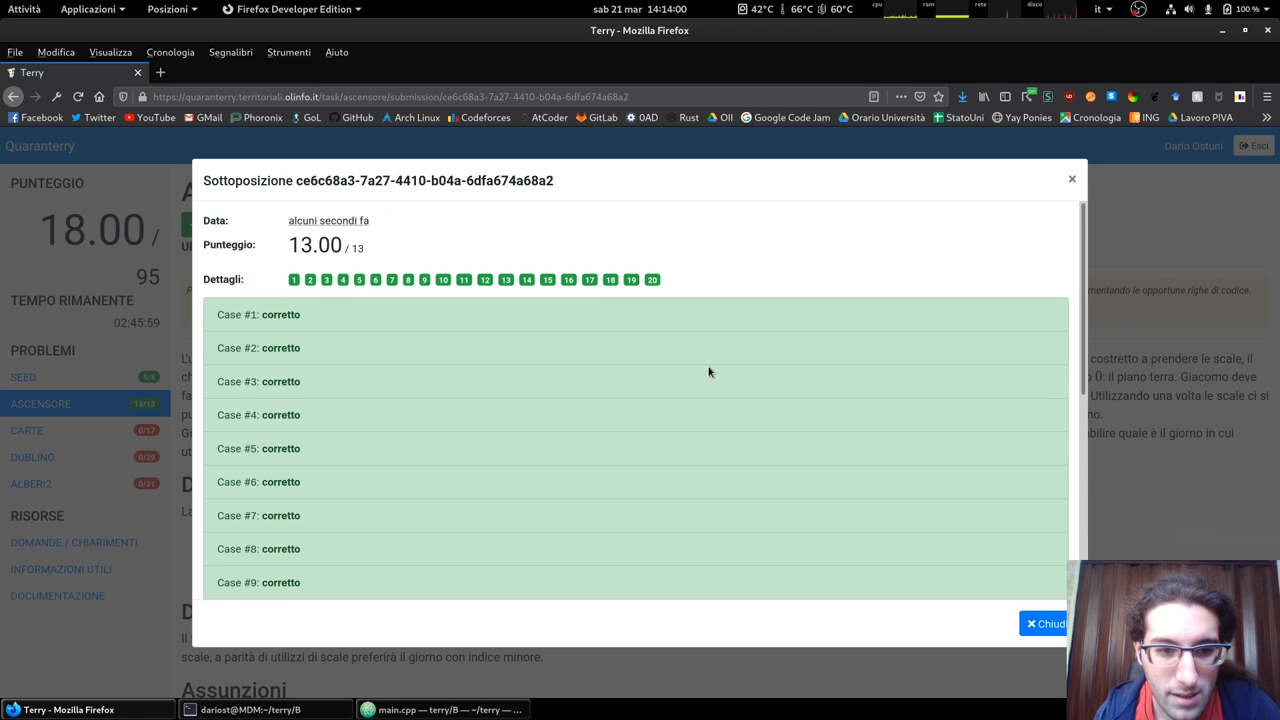 Attività Applicazioni Posizioni Firefox Developer Edition sab 21 mar 14:14:00 42°C 66°C 60°C cpu ram rete disco it 100 %
Terry - Mozilla Firefox
File Modifica Visualizza Cronologia Segnalibri Strumenti Aiuto
Terry
https://quaranterry.territoriali.olinfo.it/task/ascensore/submission/ce6c68a3-7a27-4410-b04a-6dfa674a68a2
Facebook Twitter YouTube GMail Phoronix GoL GitHub Arch Linux Codeforces AtCoder GitLab 0AD Rust OII Google Code Jam Orario Università StatoUni Yay Ponies Cronologia ING Lavoro PIVA
Quaranterry Dario Ostuni Esci
PUNTEGGIO
18.00 /
95
TEMPO RIMANENTE
02:45:59
PROBLEMI
SEED 5/5
ASCENSORE 13/13
CARTE 0/17
DUBLINO 0/29
ALBERI2 0/31
RISORSE
DOMANDE / CHIARIMENTI
INFORMAZIONI UTILI
DOCUMENTAZIONE
Sottoposizione ce6c68a3-7a27-4410-b04a-6dfa674a68a2
×
Data: alcuni secondi fa
Punteggio: 13.00 / 13
Dettagli: 1 2 3 4 5 6 7 8 9 10 11 12 13 14 15 16 17 18 19 20
Case #1: corretto
Case #2: corretto
Case #3: corretto
Case #4: corretto
Case #5: corretto
Case #6: corretto
Case #7: corretto
Case #8: corretto
Case #9: corretto
Chiudi
mentando le opportune righe di codice.
costretto a prendere le scale, il
0: il piano terra. Giacomo deve
Utilizzando una volta le scale ci si
no.
abilire quale è il giorno in cui
scale, a parità di utilizzi di scale preferirà il giorno con indice minore.
Assunzioni
Terry - Mozilla Firefox dariost@MDM:~/terry/B main.cpp — terry/B — ~/terry — ...